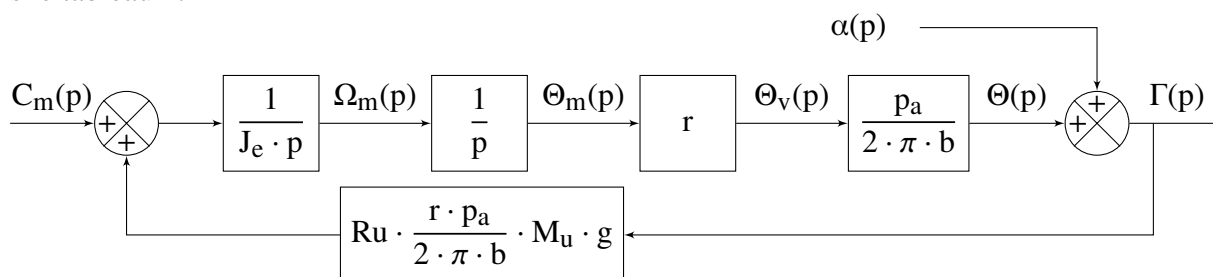 α(p)
C_m(p) + + 1/(J_e · p) Ω_m(p) 1/p Θ_m(p) r Θ_v(p) p_a/(2 · π · b) Θ(p) + + Γ(p)
Ru · (r · p_a)/(2 · π · b) · M_u · g